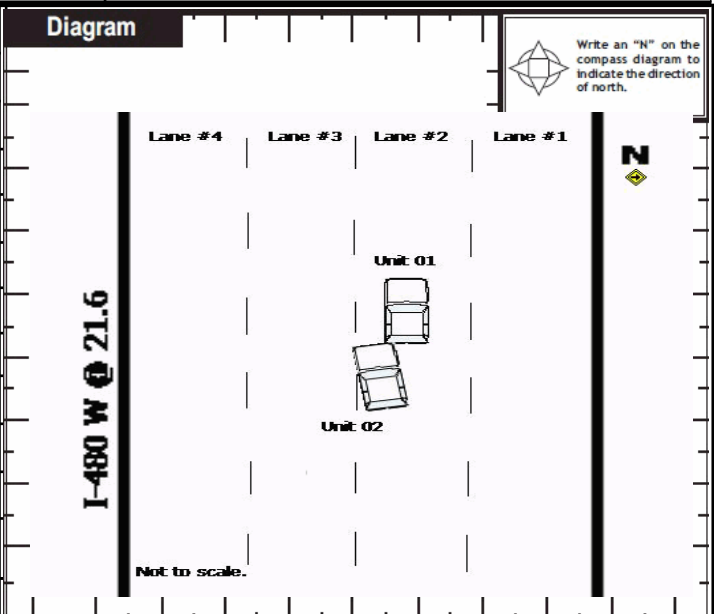 Diagram
Write an “N” on the
compass diagram to
indicate the direction
of north.
Lane #4 Lane #3 Lane #2 Lane #1
N
Unit 01
I-480 W @ 21.6
Unit 02
Not to scale.